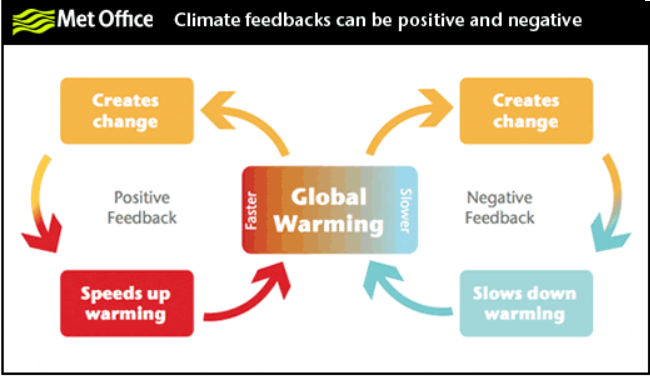 Met Office
Climate feedbacks can be positive and negative
Creates
change
Creates
change
Positive
Feedback
Faster
Global
Warming
Slower
Negative
Feedback
Speeds up
warming
Slows down
warming